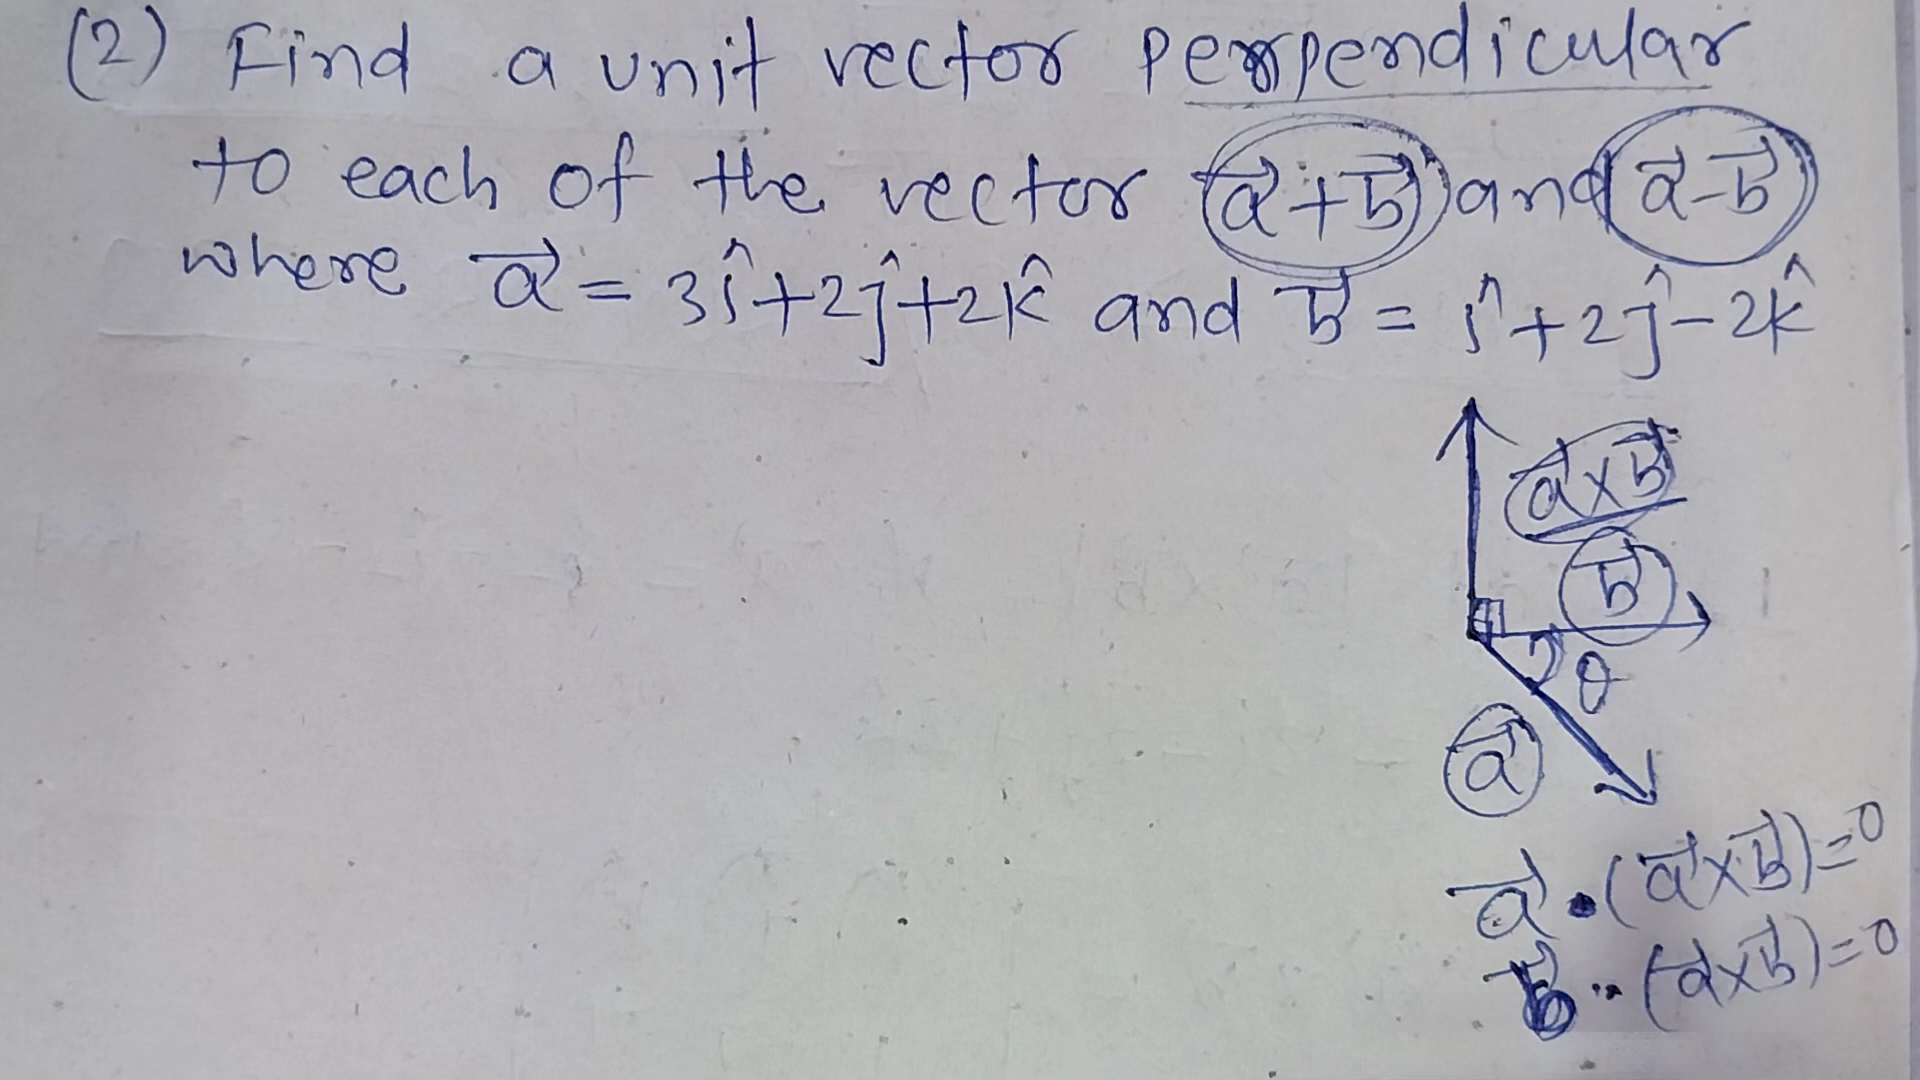 (2) Find a unit vector perpendicular
to each of the vector (a⃗+b⃗) and (a⃗-b⃗)
where a⃗ = 3î+2ĵ+2k̂ and b⃗ = î+2ĵ-2k̂
a⃗×b⃗
b⃗
θ
a⃗
a⃗·(a⃗×b⃗)=0
b⃗·(a⃗×b⃗)=0